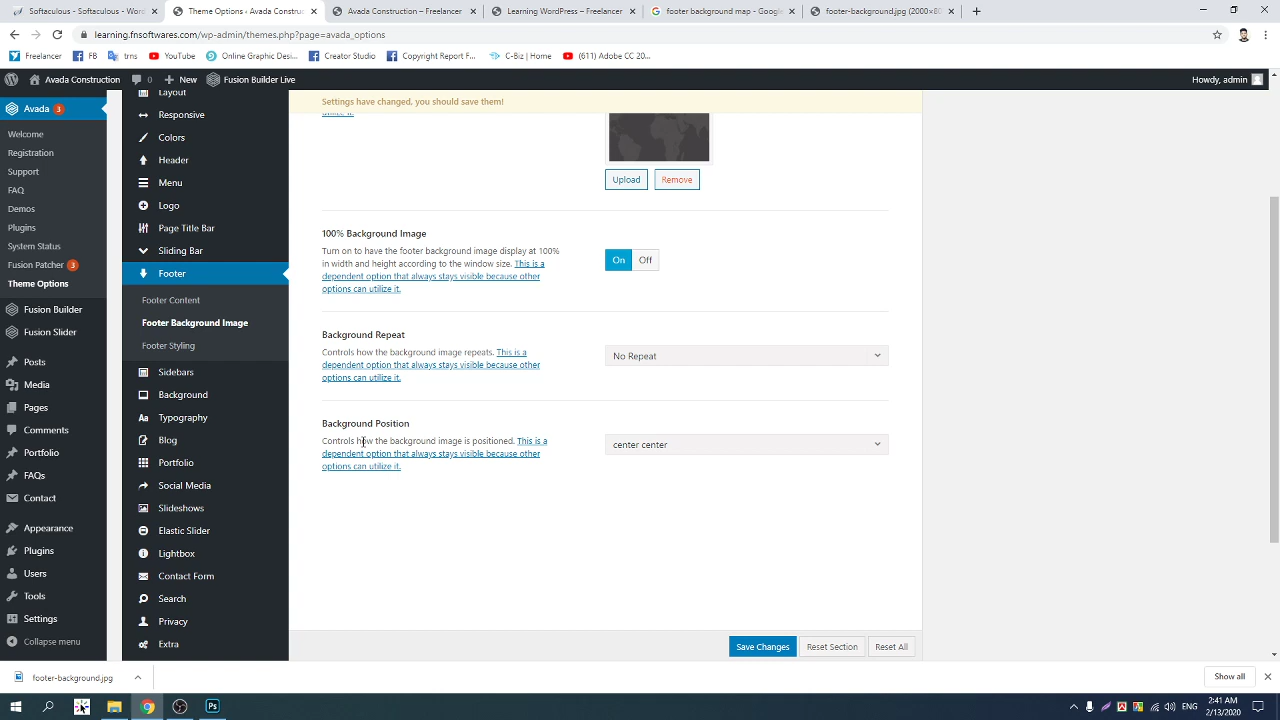 Softaculous - Softaculous - W
Theme Options ‹ Avada Constru
Avada Construction – Freelancer
Learning WordPress – Freelancer
footer background map - Google
footer-background.jpg (2000×80
learning.fnsoftwares.com/wp-admin/themes.php?page=avada_options
Freelancer
FB
trns
YouTube
Online/Digital Marketing
Creator Studio
Copyright Report F...
C-Biz | Home
(611) Adobe CC 20...
Avada Construction
0
New
Fusion Builder Live
Howdy, admin
Avada 3
Welcome
Registration
Support
FAQ
Demos
Plugins
System Status
Fusion Patcher 3
Theme Options
Fusion Builder
Fusion Slider
Posts
Media
Pages
Comments
Portfolio
FAQs
Contact
Appearance
Plugins
Users
Tools
Settings
Collapse menu
Layout
Responsive
Colors
Header
Menu
Logo
Page Title Bar
Sliding Bar
Footer
Footer Content
Footer Background Image
Footer Styling
Sidebars
Background
Typography
Blog
Portfolio
Social Media
Slideshows
Elastic Slider
Lightbox
Contact Form
Search
Privacy
Extra
Settings have changed, you should save them!
utilize it.
Upload
Remove
100% Background Image
Turn on to have the footer background image display at 100%
in width and height according to the window size. This is a
dependent option that always stays visible because other
options can utilize it.
On
Off
Background Repeat
Controls how the background image repeats. This is a
dependent option that always stays visible because other
options can utilize it.
No Repeat
Background Position
Controls how the background image is positioned. This is a
dependent option that always stays visible because other
options can utilize it.
center center
Save Changes
Reset Section
Reset All
footer-background.jpg
Show all
ENG
2:41 AM
2/13/2020